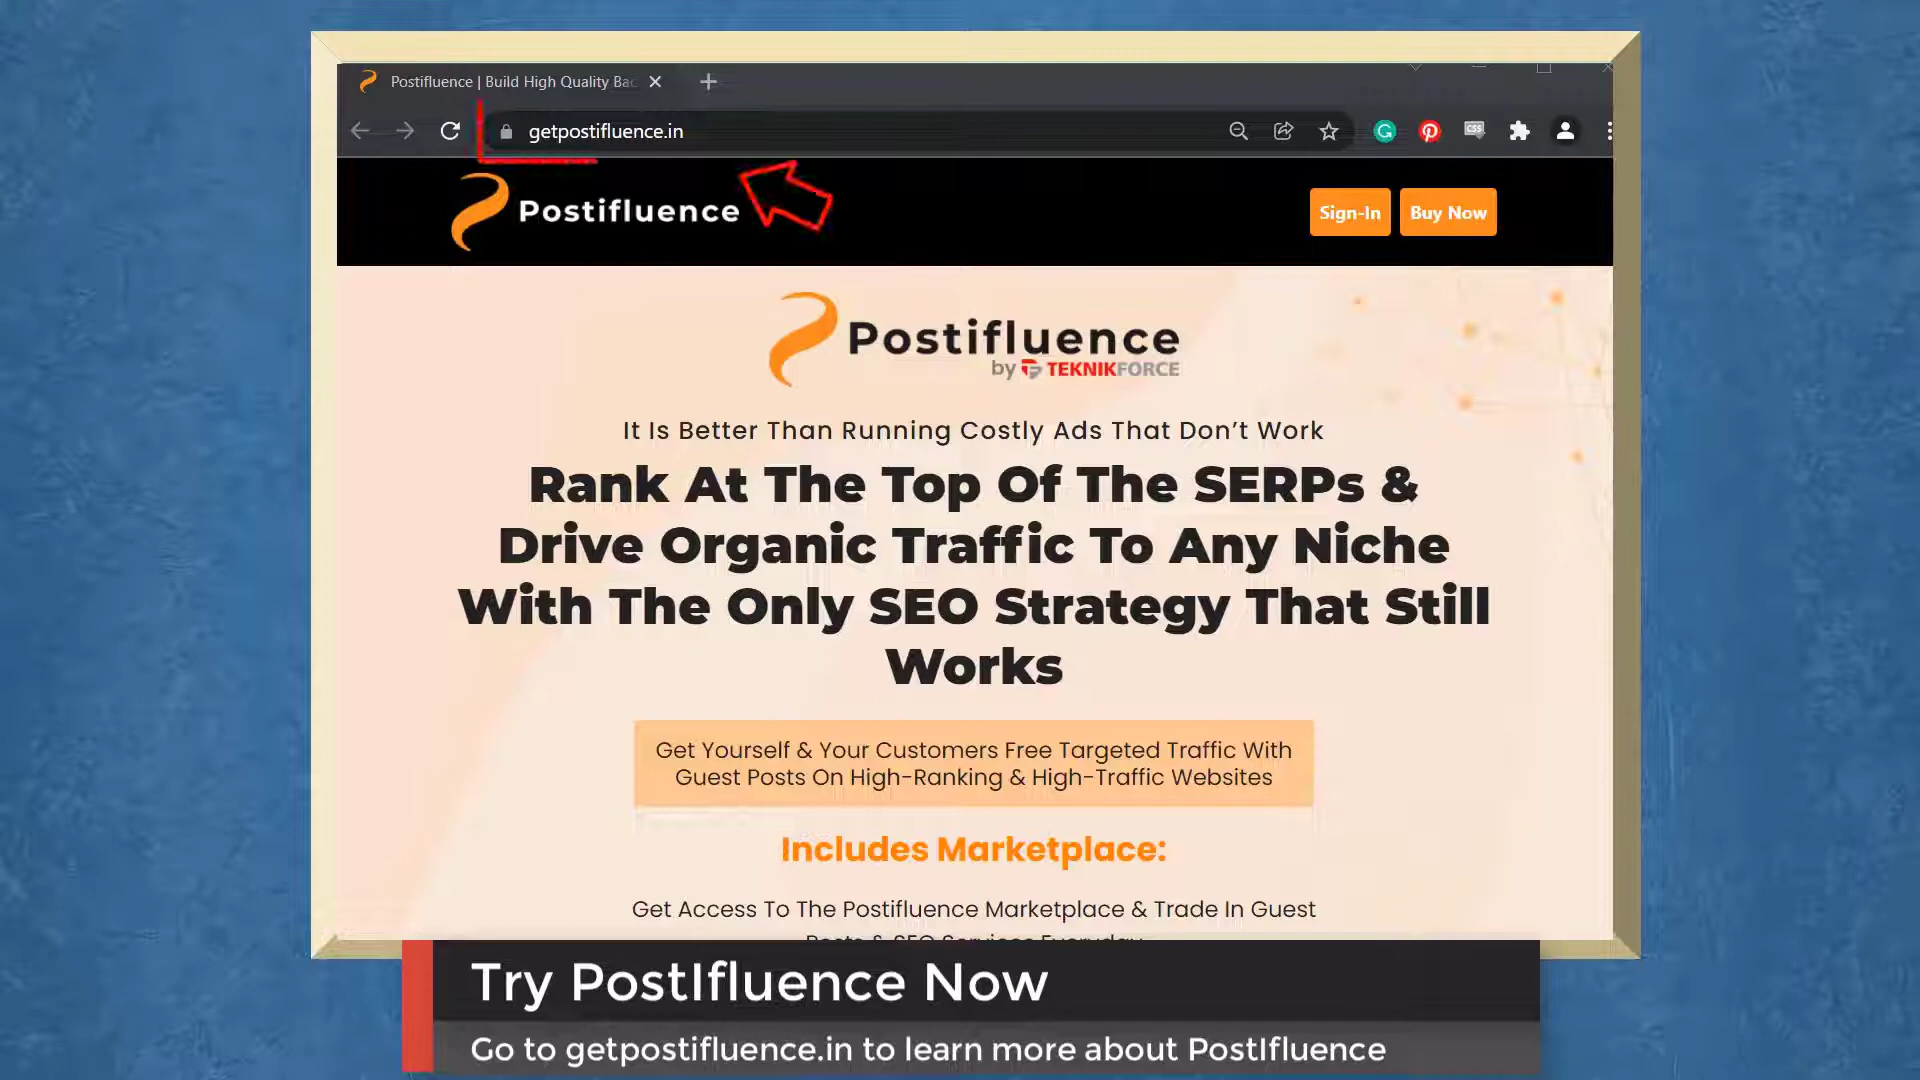 Postifluence | Build High Quality Bac
getpostifluence.in
Postifluence
Sign-In
Buy Now
Postifluence
by TEKNIKFORCE
It Is Better Than Running Costly Ads That Don't Work
Rank At The Top Of The SERPs &
Drive Organic Traffic To Any Niche
With The Only SEO Strategy That Still
Works
Get Yourself & Your Customers Free Targeted Traffic With
Guest Posts On High-Ranking & High-Traffic Websites
Includes Marketplace:
Get Access To The Postifluence Marketplace & Trade In Guest
Posts & SEO Services Everyday
Try PostIfluence Now
Go to getpostifluence.in to learn more about PostIfluence